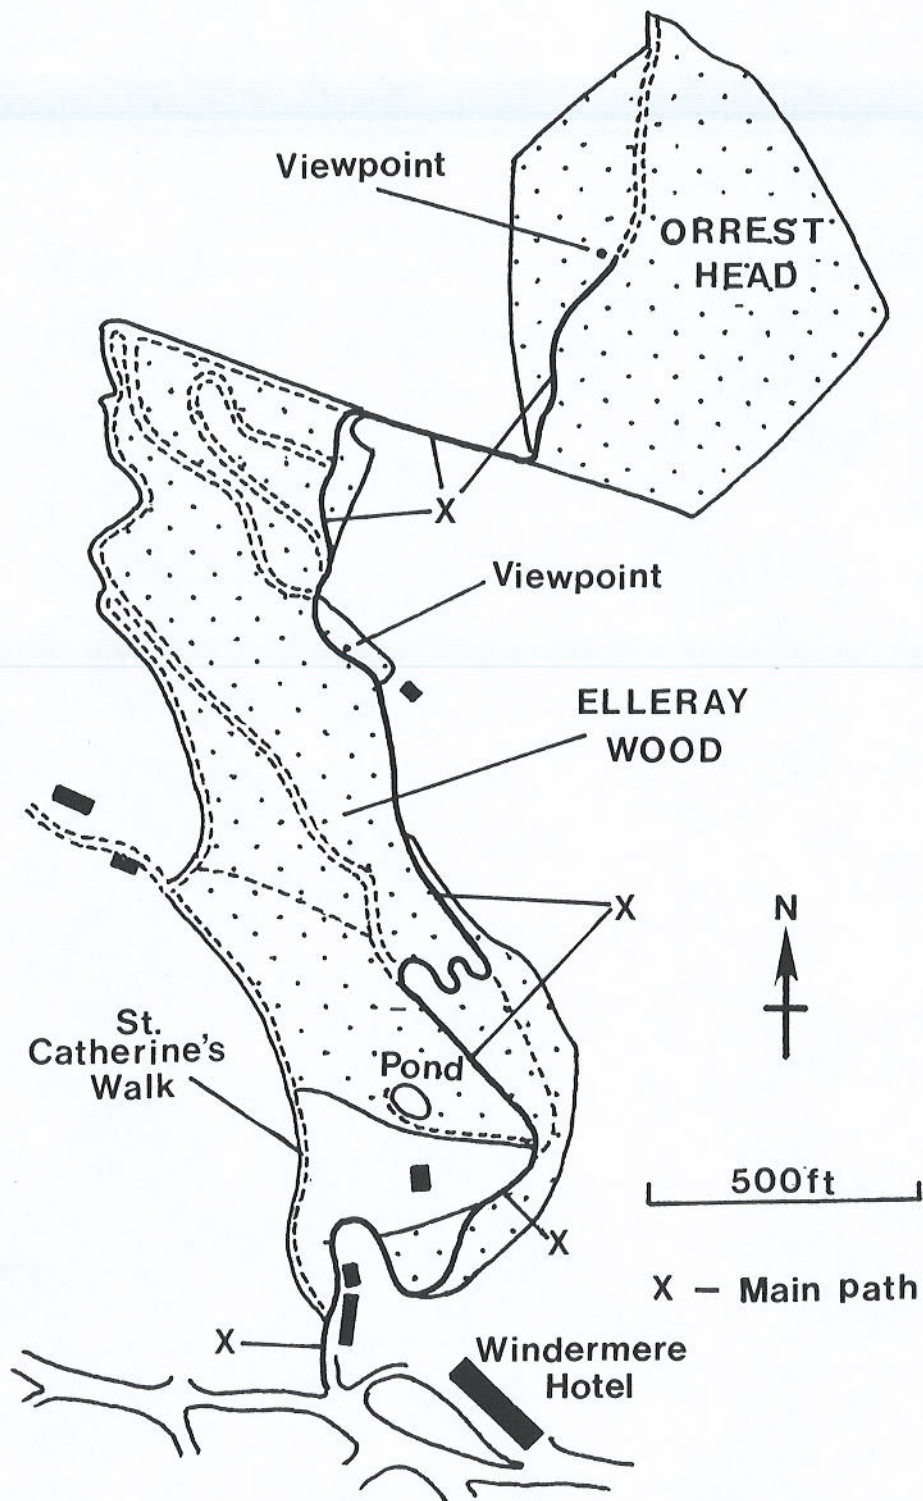 Viewpoint
ORREST
HEAD
X
Viewpoint
ELLERAY
WOOD
X
N
St.
Catherine's
Walk
Pond
500ft
X
X – Main path
X
Windermere
Hotel